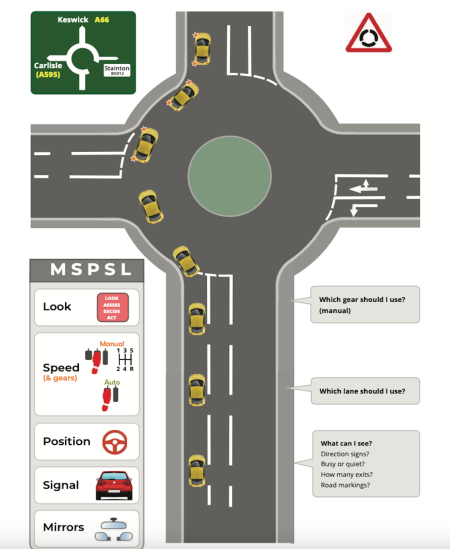 Keswick A66
Carlisle
(A595)
Stainton
B5912
MSPSL
Look
LOOK
ASSESS
DECIDE
ACT
Speed
(& gears)
Manual
1 3 5
2 4 R
Auto
Position
Signal
Mirrors
Which gear should I use?
(manual)
Which lane should I use?
What can I see?
Direction signs?
Busy or quiet?
How many exits?
Road markings?